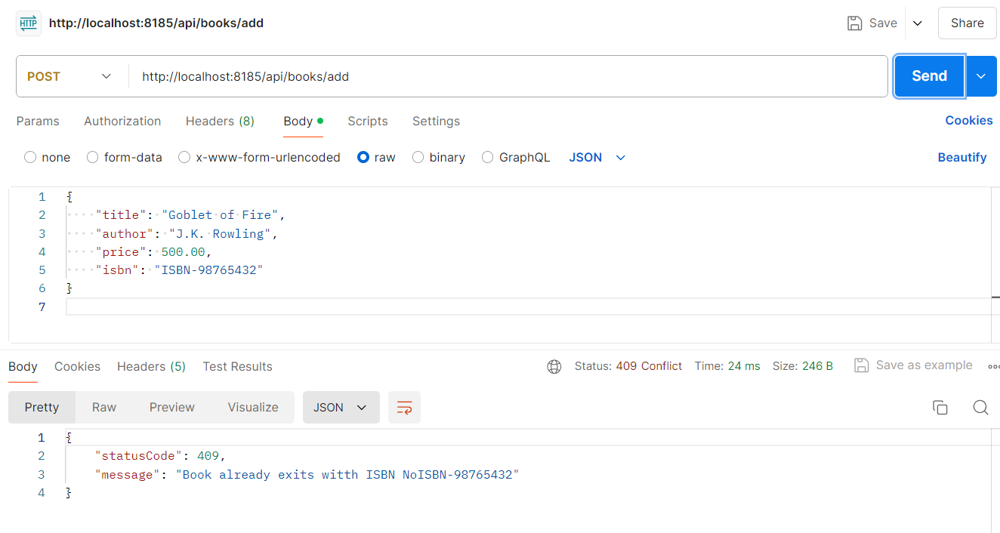 HTTP http://localhost:8185/api/books/add Save Share
POST http://localhost:8185/api/books/add Send
Params Authorization Headers (8) Body Scripts Settings Cookies
none form-data x-www-form-urlencoded raw binary GraphQL JSON Beautify
1 {
2 "title": "Goblet of Fire",
3 "author": "J.K. Rowling",
4 "price": 500.00,
5 "isbn": "ISBN-98765432"
6 }
7
Body Cookies Headers (5) Test Results Status: 409 Conflict Time: 24 ms Size: 246 B Save as example
Pretty Raw Preview Visualize JSON
1 {
2 "statusCode": 409,
3 "message": "Book already exits witth ISBN NoISBN-98765432"
4 }